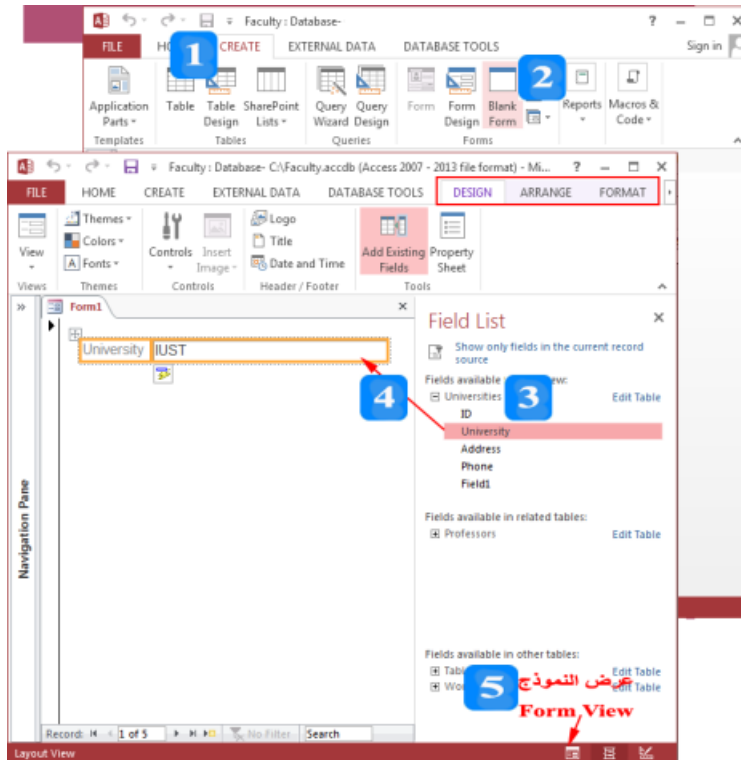 Faculty : Database-
?
Sign in
FILE
CREATE
EXTERNAL DATA
DATABASE TOOLS
1
2
Application Parts
Table
Table Design
SharePoint Lists
Query Wizard
Query Design
Form
Form Design
Blank Form
Reports
Macros & Code
Templates
Tables
Queries
Forms
Faculty : Database- C:\Faculty.accdb (Access 2007 - 2013 file format) - Mi...
?
FILE
HOME
CREATE
EXTERNAL DATA
DATABASE TOOLS
DESIGN
ARRANGE
FORMAT
View
Themes
Colors
Fonts
Controls
Insert Image
Logo
Title
Date and Time
Add Existing Fields
Property Sheet
Views
Themes
Controls
Header / Footer
Tools
Form1
University
IUST
4
Field List
Show only fields in the current record
source
Fields available
3
Universities
Edit Table
ID
University
Address
Phone
Field1
Fields available in related tables:
Professors
Edit Table
Fields available in other tables:
Edit Table
Edit Table
5
عرض النموذج
Form View
Navigation Pane
Record:
1 of 5
No Filter
Search
Layout View